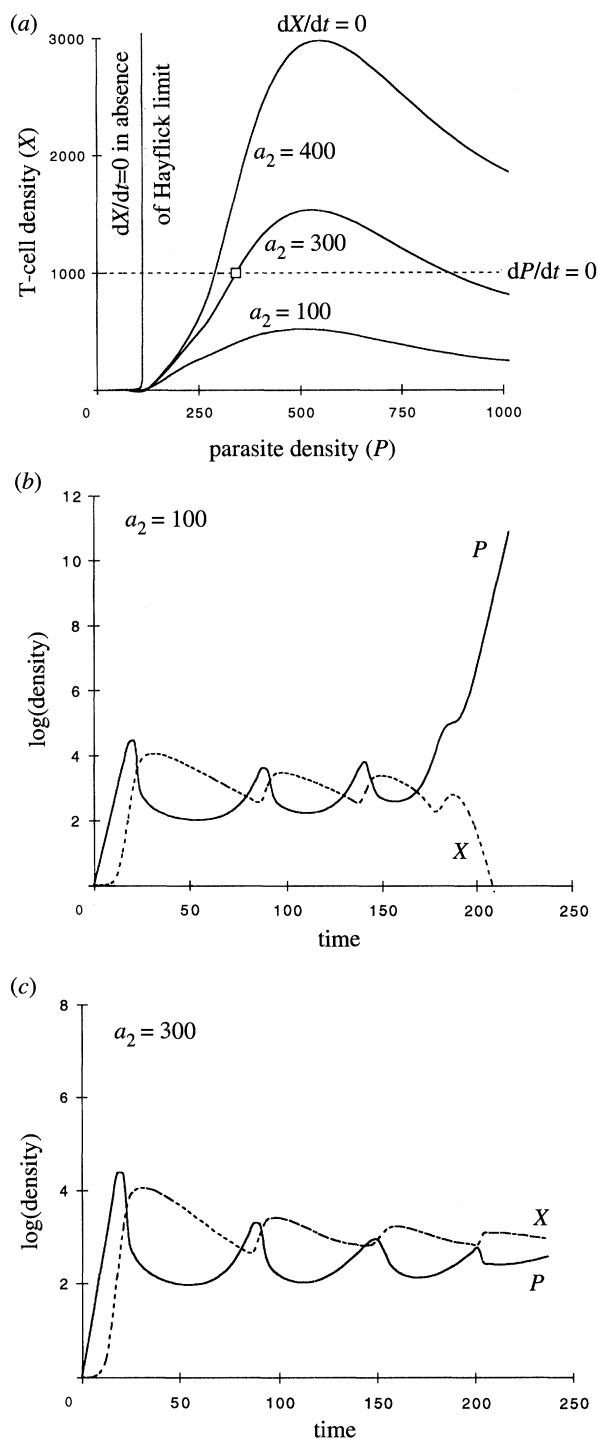 (a)
dX/dt = 0
3000
2000
1000
T-cell density (X)
dX/dt=0 in absence
of Hayflick limit
a₂ = 400
a₂ = 300
a₂ = 100
dP/dt = 0
0 250 500 750 1000
parasite density (P)
(b)
12
10
8
6
4
2
log(density)
a₂ = 100
P
X
0 50 100 150 200 250
time
(c)
8
6
4
2
log(density)
a₂ = 300
X
P
0 50 100 150 200 250
time